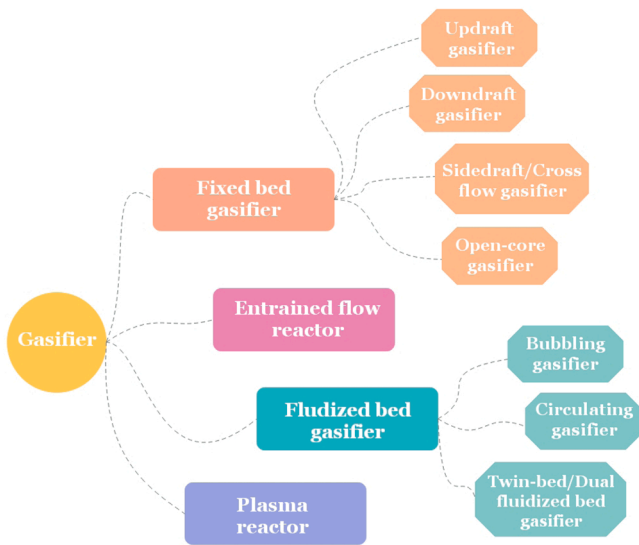 Updraft
gasifier
Downdraft
gasifier
Fixed bed
gasifier
Sidedraft/Cross
flow gasifier
Open-core
gasifier
Entrained flow
reactor
Gasifier
Bubbling
gasifier
Fludized bed
gasifier
Circulating
gasifier
Twin-bed/Dual
fluidized bed
gasifier
Plasma
reactor